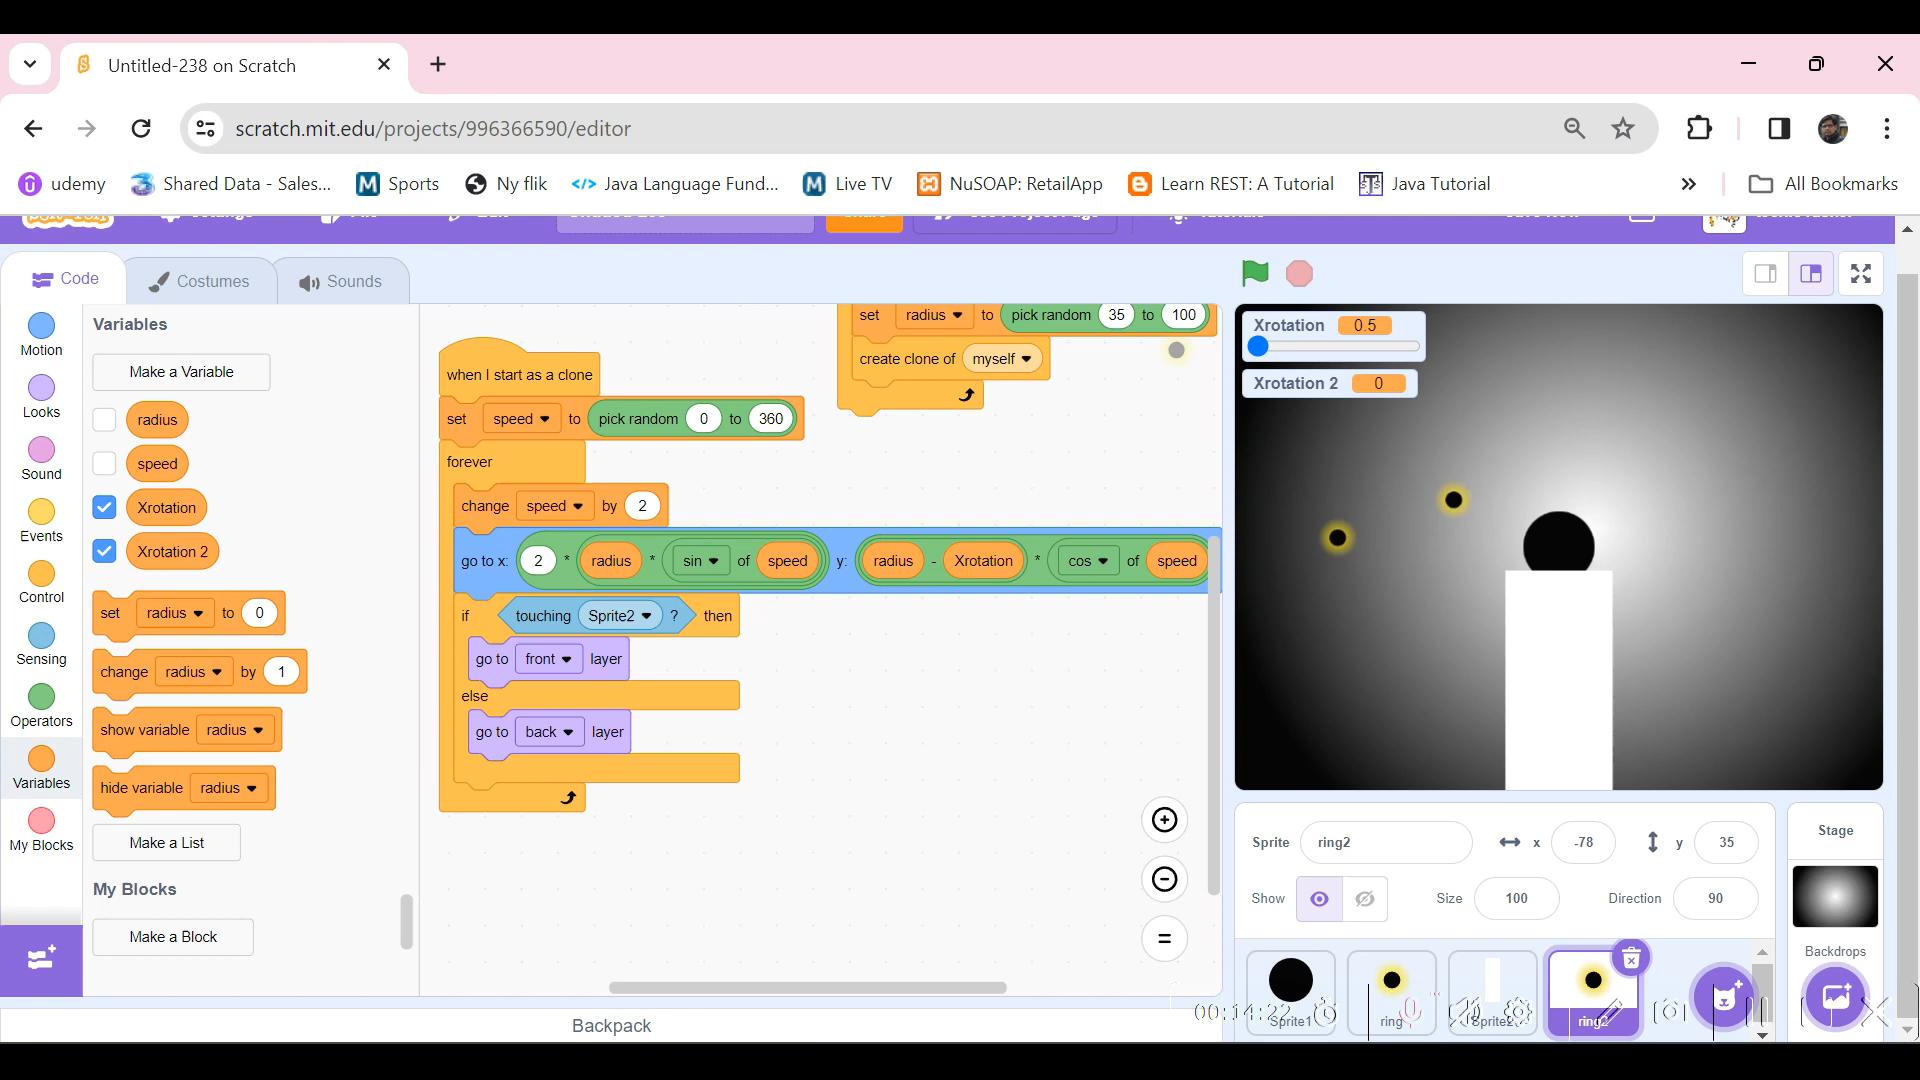 Untitled-238 on Scratch
scratch.mit.edu/projects/996366590/editor
udemy Shared Data - Sales... Sports Ny flik Java Language Fund... Live TV NuSOAP: RetailApp Learn REST: A Tutorial Java Tutorial » All Bookmarks
Code Costumes Sounds
Motion
Looks
Sound
Events
Control
Sensing
Operators
Variables
My Blocks
Variables
Make a Variable
radius
speed
Xrotation
Xrotation 2
set radius to 0
change radius by 1
show variable radius
hide variable radius
Make a List
My Blocks
Make a Block
set radius to pick random 35 to 100
create clone of myself
when I start as a clone
set speed to pick random 0 to 360
forever
change speed by 2
go to x: 2 * radius * sin of speed y: radius - Xrotation * cos of speed
if touching Sprite2 ? then
go to front layer
else
go to back layer
Backpack
Xrotation 0.5
Xrotation 2 0
Sprite ring2 x -78 y 35
Show Size 100 Direction 90
Sprite1 ring Sprite2 ring2
Stage
Backdrops
00:14:22